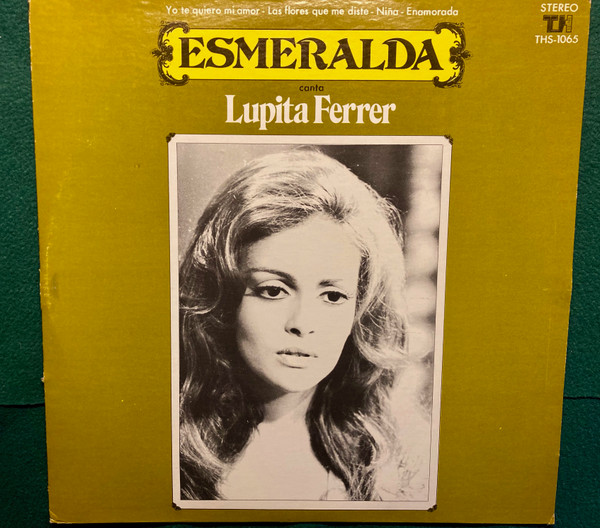 Yo te quiero mi amor - Las flores que me diste - Niña - Enamorada
STEREO
TH
THS-1065
ESMERALDA
canta
Lupita Ferrer